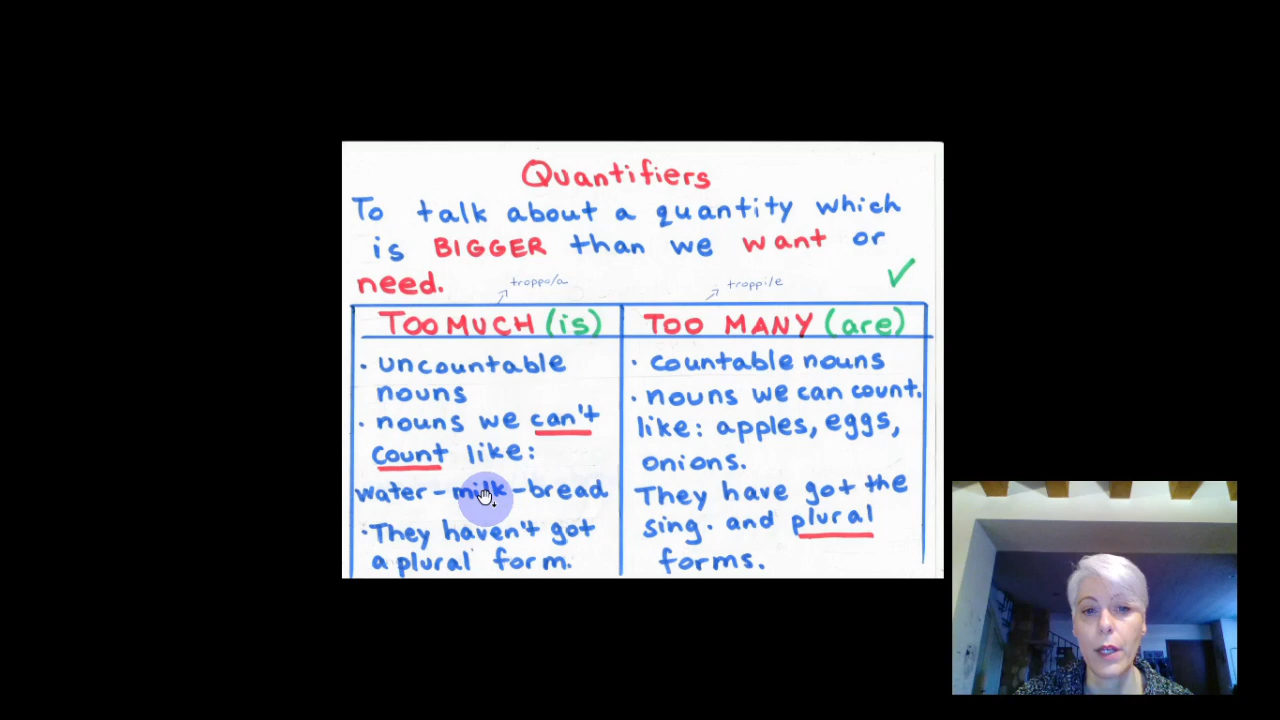 Quantifiers
To talk about a quantity which
is BIGGER than we want or
need.
troppo/a
troppi/e
TOO MUCH (is)
• uncountable
nouns
• nouns we can't
count like:
water - milk - bread
• They haven't got
a plural form.
TOO MANY (are)
• countable nouns
• nouns we can count.
like: apples, eggs,
onions.
They have got the
sing. and plural
forms.